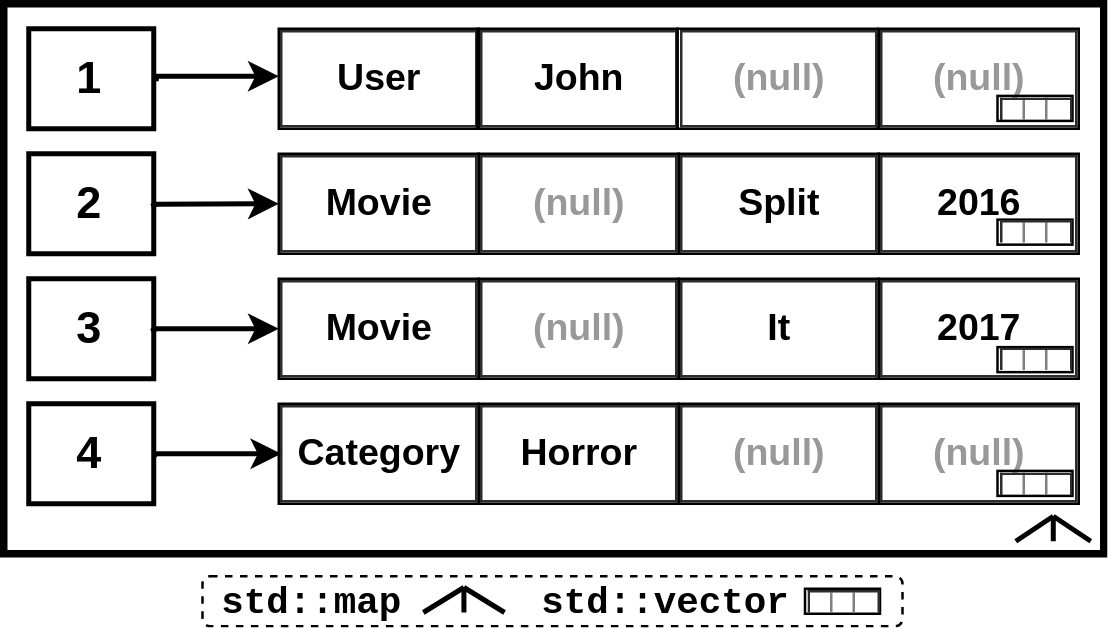 1 User John (null) (null)
2 Movie (null) Split 2016
3 Movie (null) It 2017
4 Category Horror (null) (null)
std::map std::vector